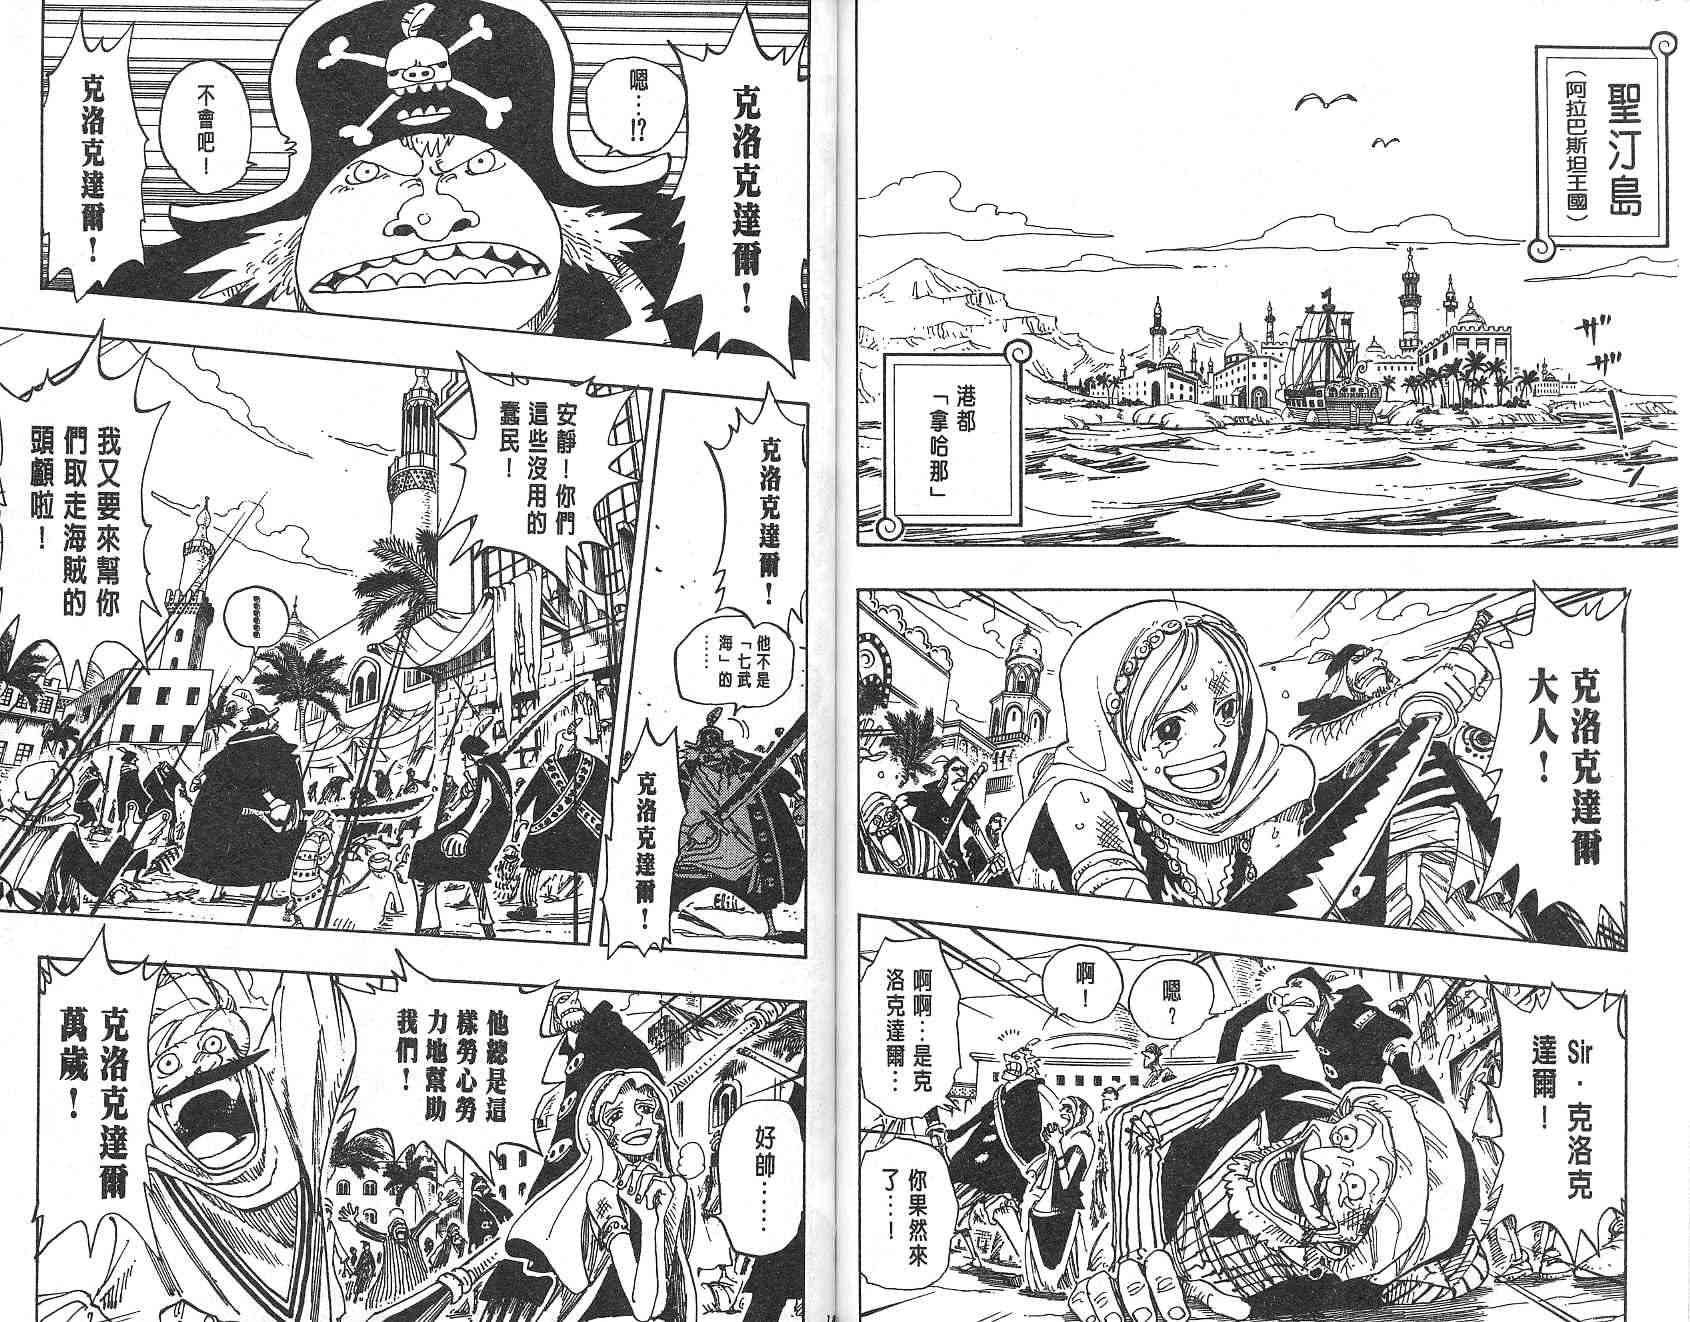 聖汀島
(阿拉巴斯坦王國)
港都
「拿哈那」
ザ
ザ
克洛克達爾
大人！
Sir・克洛克
達爾！
嗯？
啊！
啊啊…是克
洛克達爾…
你果然來
了…！
克洛克達爾！
嗯…!?
不會吧！
克洛克達爾！
克洛克達爾！
他不是
「七武
海」的
……
克洛克達爾！
安靜！你們
這些沒用的
蠢民！
我又要來幫你
們取走海賊的
頭顱啦！
好帥……
他總是這
樣勞心勞
力地幫助
我們！
克洛克達爾
萬歲！